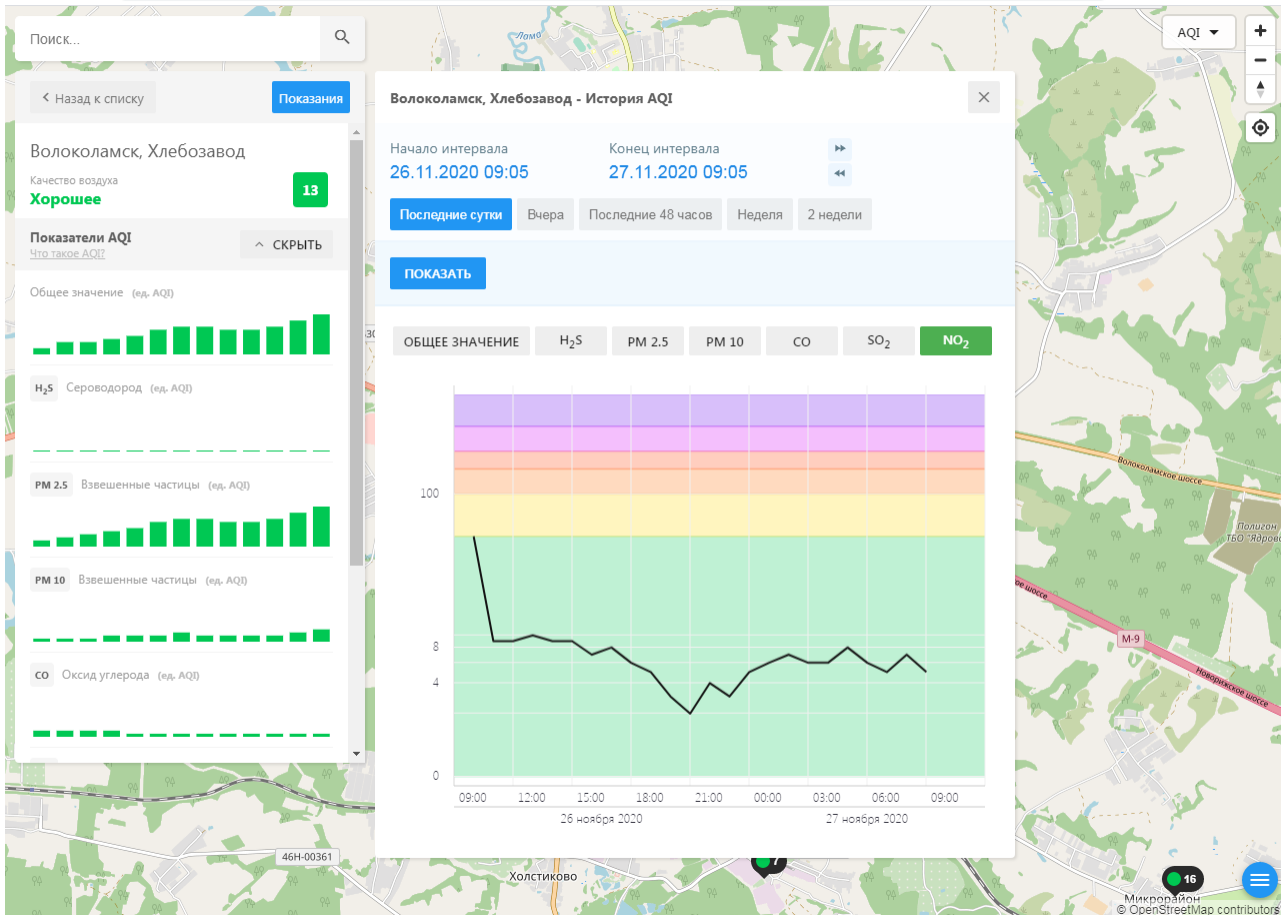 Поиск...
AQI
Назад к списку
Показания
Волоколамск, Хлебозавод
Качество воздуха
Хорошее
13
Показатели AQI
Что такое AQI?
СКРЫТЬ
Общее значение (ед. AQI)
H2S Сероводород (ед. AQI)
PM 2.5 Взвешенные частицы (ед. AQI)
PM 10 Взвешенные частицы (ед. AQI)
CO Оксид углерода (ед. AQI)
Волоколамск, Хлебозавод - История AQI
Начало интервала
Конец интервала
26.11.2020 09:05
27.11.2020 09:05
Последние сутки
Вчера
Последние 48 часов
Неделя
2 недели
ПОКАЗАТЬ
ОБЩЕЕ ЗНАЧЕНИЕ
H2S
PM 2.5
PM 10
CO
SO2
NO2
100
8
4
0
09:00 12:00 15:00 18:00 21:00 00:00 03:00 06:00 09:00
26 ноября 2020
27 ноября 2020
Волоколамское шоссе
Полигон
ТБО "Ядрово
М-9
Новорижское шоссе
46Н-00361
Холстиково
7
16
Микрорайон
© OpenStreetMap contributors